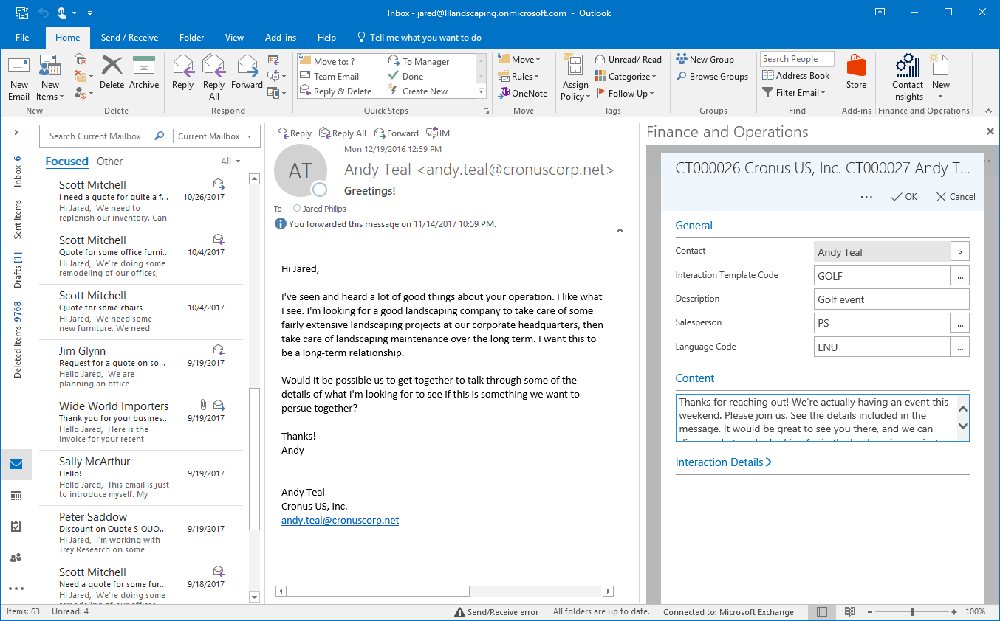 Inbox - jared@lllandscaping.onmicrosoft.com - Outlook
File Home Send / Receive Folder View Add-ins Help Tell me what you want to do
New Email
New Items
New
Delete
Archive
Delete
Reply
Reply All
Forward
Respond
Move to: ?
To Manager
Team Email
Done
Reply & Delete
Create New
Quick Steps
Move
Rules
OneNote
Move
Assign Policy
Unread/ Read
Categorize
Follow Up
Tags
New Group
Browse Groups
Groups
Search People
Address Book
Filter Email
Find
Store
Add-ins
Contact Insights
New
Finance and Operations
Inbox 6
Sent Items
Drafts [1]
Deleted Items 9768
Search Current Mailbox Current Mailbox
Focused Other All
Scott Mitchell
I need a quote for quite a f... 10/26/2017
Hi Jared, We need to
replenish our inventory. Can
Scott Mitchell
Quote for some office furni... 10/4/2017
Hi Jared, We're doing some
remodeling of our offices,
Scott Mitchell
Quote for some chairs 10/4/2017
Hi Jared, We need some
new furniture. We need
Jim Glynn
Request for a quote on so... 9/19/2017
Hello Jared, We are
planning an office
Wide World Importers
Thank you for your busines... 9/19/2017
Hello Jared, Here is the
invoice for your recent
Sally McArthur
Hello! 9/19/2017
Hello Jared, This email is just
to introduce myself. My
Peter Saddow
Discount on Quote S-QUO... 9/19/2017
Hi Jared, I'm working with
Trey Research on some
Scott Mitchell
Need a quote for some fur... 9/18/2017
Hi Jared, We're doing some
remodeling of our offices
Reply Reply All Forward IM
Mon 12/19/2016 12:59 PM
AT
Andy Teal <andy.teal@cronuscorp.net>
Greetings!
To Jared Philips
You forwarded this message on 11/14/2017 10:59 PM.
Hi Jared,
I've seen and heard a lot of good things about your operation. I like what
I see. I'm looking for a good landscaping company to take care of some
fairly extensive landscaping projects at our corporate headquarters, then
take care of landscaping maintenance over the long term. I want this to
be a long-term relationship.
Would it be possible us to get together to talk through some of the
details of what I'm looking for to see if this is something we want to
persue together?
Thanks!
Andy
Andy Teal
Cronus US, Inc.
andy.teal@cronuscorp.net
Finance and Operations
CT000026 Cronus US, Inc. CT000027 Andy T...
... OK Cancel
General
Contact Andy Teal >
Interaction Template Code GOLF ...
Description Golf event
Salesperson PS ...
Language Code ENU ...
Content
Thanks for reaching out! We're actually having an event this
weekend. Please join us. See the details included in the
message. It would be great to see you there, and we can
Interaction Details
Items: 63 Unread: 4 Send/Receive error All folders are up to date. Connected to: Microsoft Exchange 100%